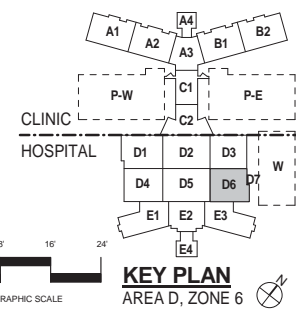 A4
A1 A2 A3 B1 B2
P-W C1 P-E
CLINIC C2
HOSPITAL D1 D2 D3 W
D4 D5 D6 D7
E1 E2 E3
E4
8' 16' 24'
RAPHIC SCALE
KEY PLAN
AREA D, ZONE 6
N